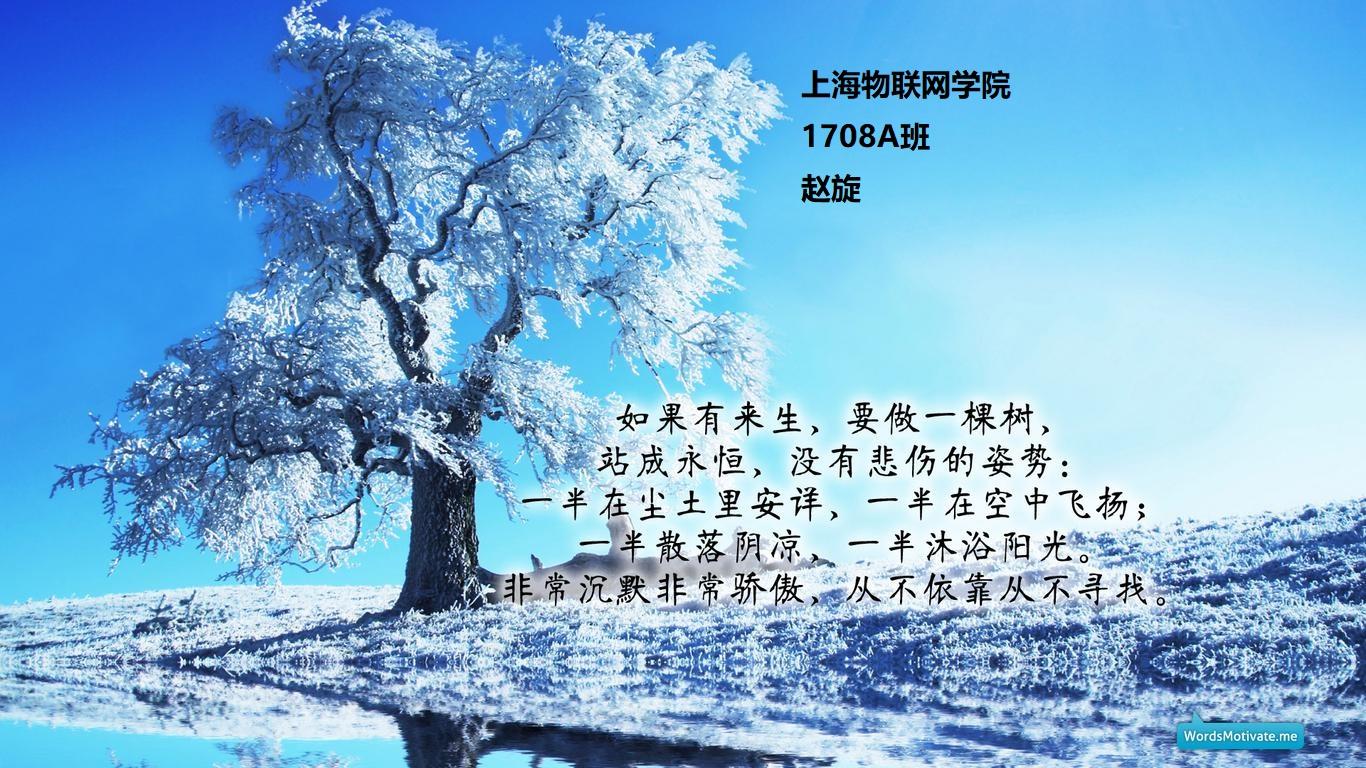 上海物联网学院
1708A班
赵旋
如果有来生，要做一棵树，
站成永恒，没有悲伤的姿势：
一半在尘土里安详，一半在空中飞扬；
一半散落阴凉，一半沐浴阳光。
非常沉默非常骄傲，从不依靠从不寻找。
WordsMotivate.me